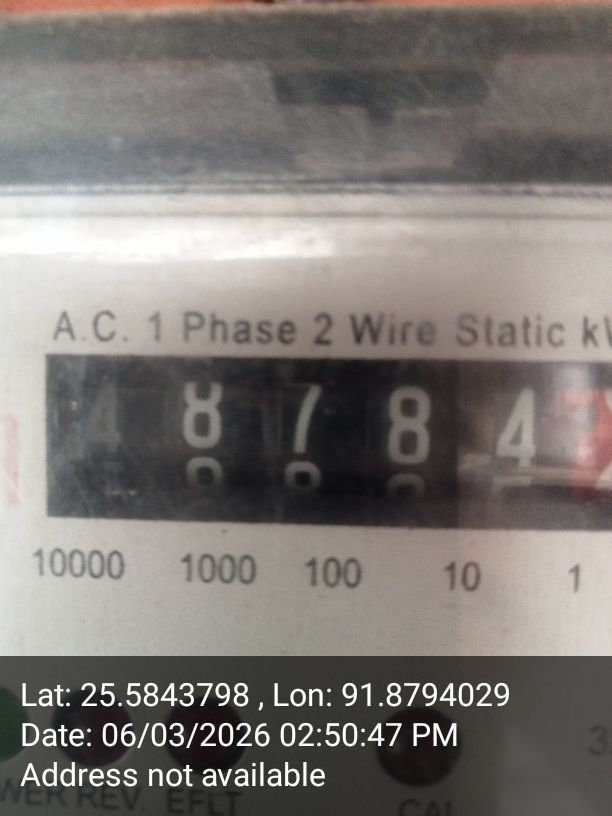 A.C. 1 Phase 2 Wire Static
4 8 7 8 4
10000 1000 100 10 1
Lat: 25.5843798 , Lon: 91.8794029
Date: 06/03/2026 02:50:47 PM
Address not available
REV. EFLT CAL